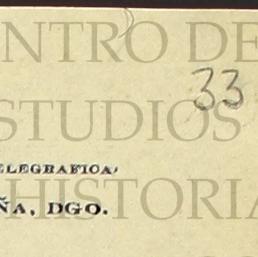 NTRO DE
33
STUDIOS
ELEGRAFICA:
HISTORIA
ÑA, DGO.